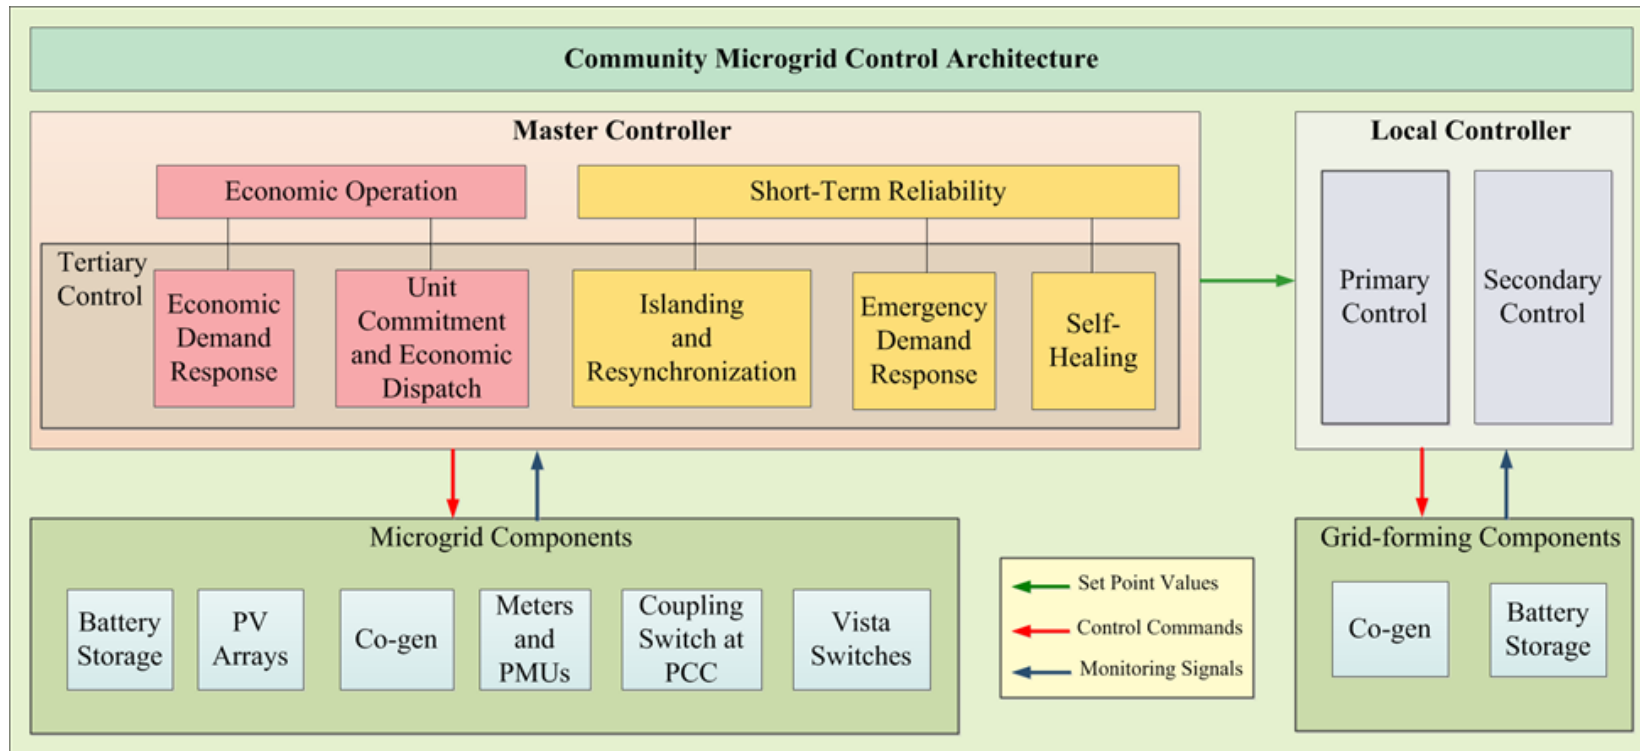 Community Microgrid Control Architecture
Master Controller
Economic Operation
Short-Term Reliability
Tertiary
Control
Economic
Demand
Response
Unit
Commitment
and Economic
Dispatch
Islanding
and
Resynchronization
Emergency
Demand
Response
Self-
Healing
Local Controller
Primary
Control
Secondary
Control
Microgrid Components
Battery
Storage
PV
Arrays
Co-gen
Meters
and
PMUs
Coupling
Switch at
PCC
Vista
Switches
Set Point Values
Control Commands
Monitoring Signals
Grid-forming Components
Co-gen
Battery
Storage